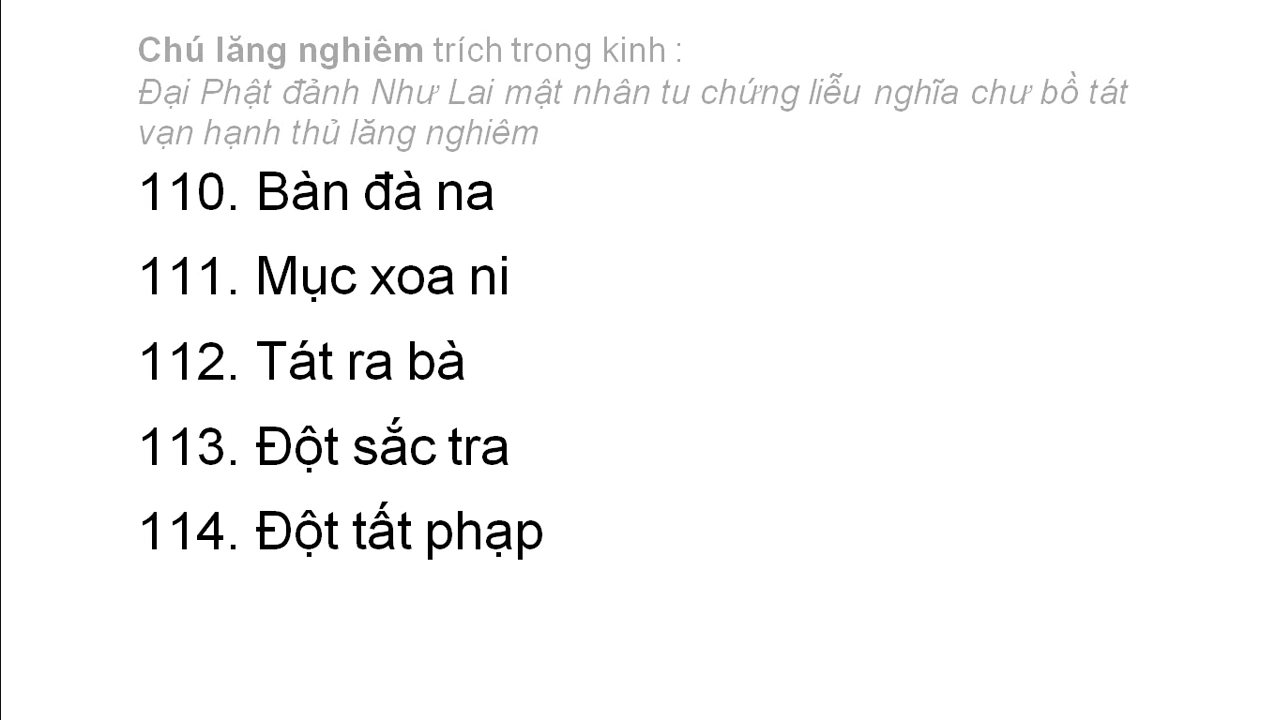 Chú lăng nghiêm trích trong kinh :
Đại Phật đảnh Như Lai mật nhân tu chứng liễu nghĩa chư bồ tát
vạn hạnh thủ lăng nghiêm
110. Bàn đà na
111. Mục xoa ni
112. Tát ra bà
113. Đột sắc tra
114. Đột tất phạp